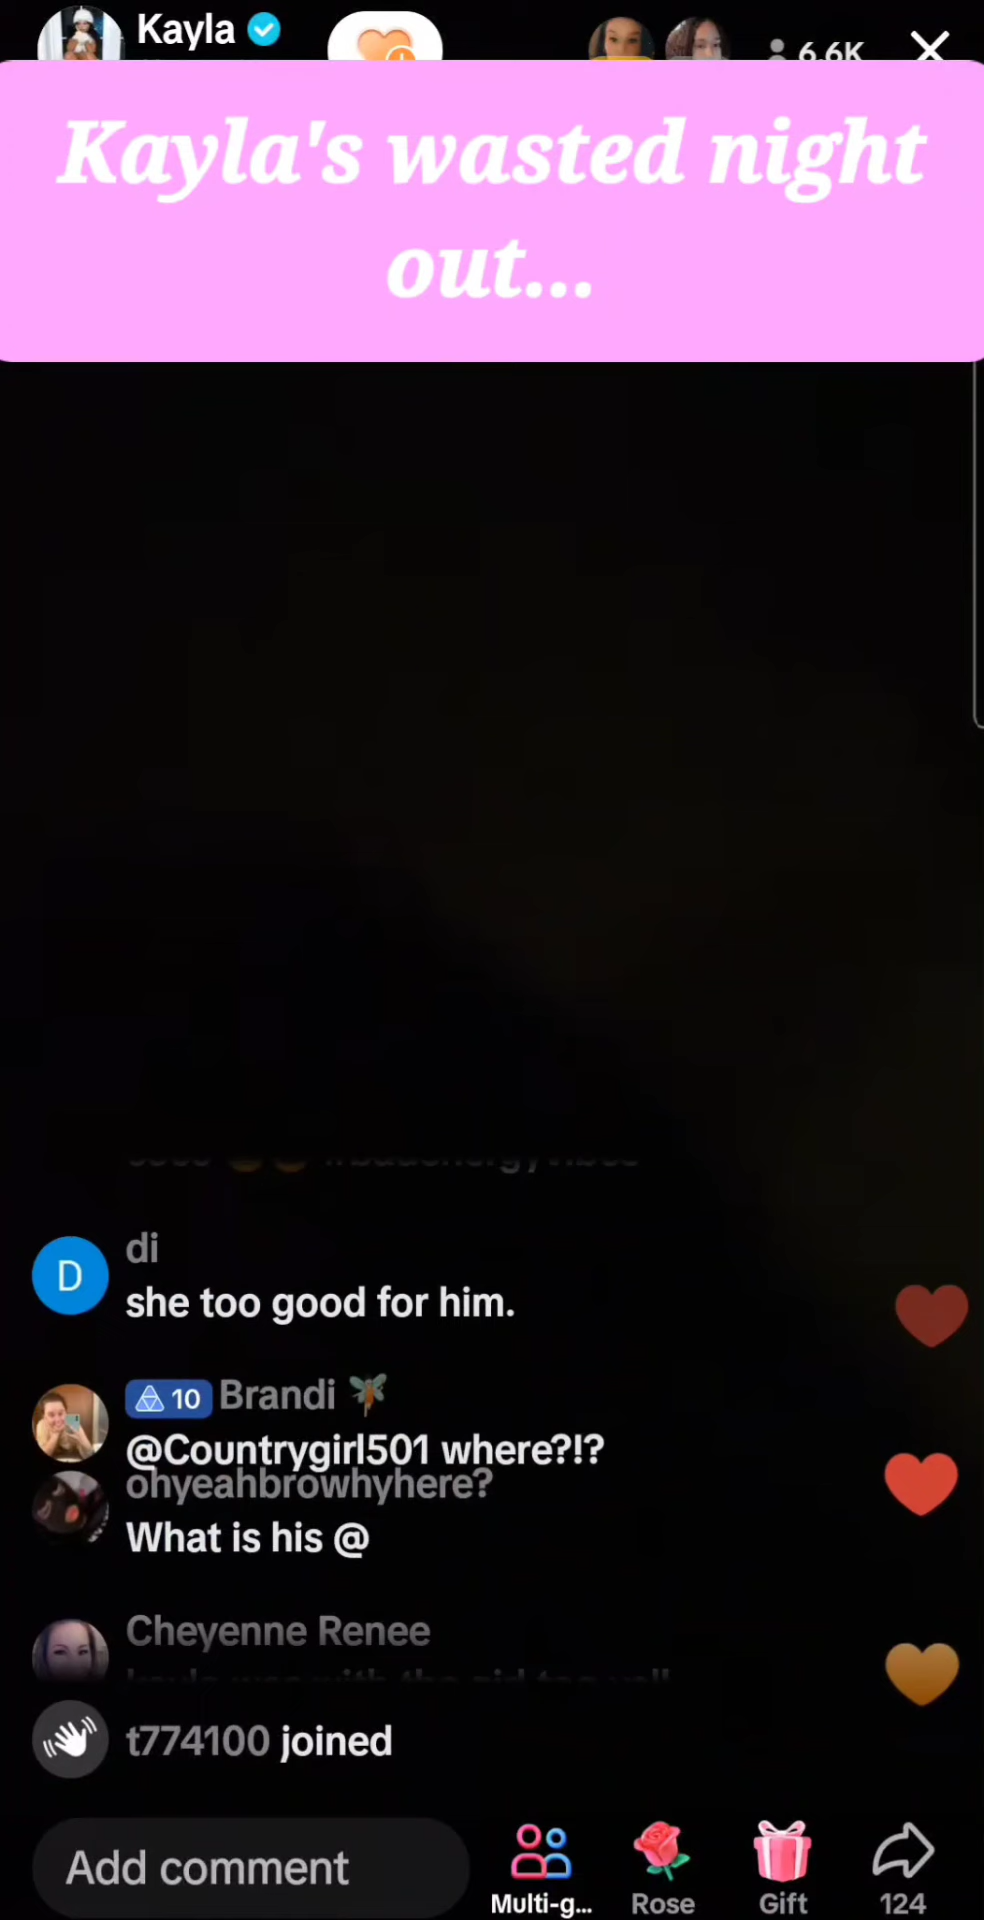 Kayla
6.6K
Kayla's wasted night
out...
di
D
she too good for him.
10 Brandi
@Countrygirl501 where?!?
ohyeahbrowhyhere?
What is his @
Cheyenne Renee
t774100 joined
Add comment
Multi-g...
Rose
Gift
124